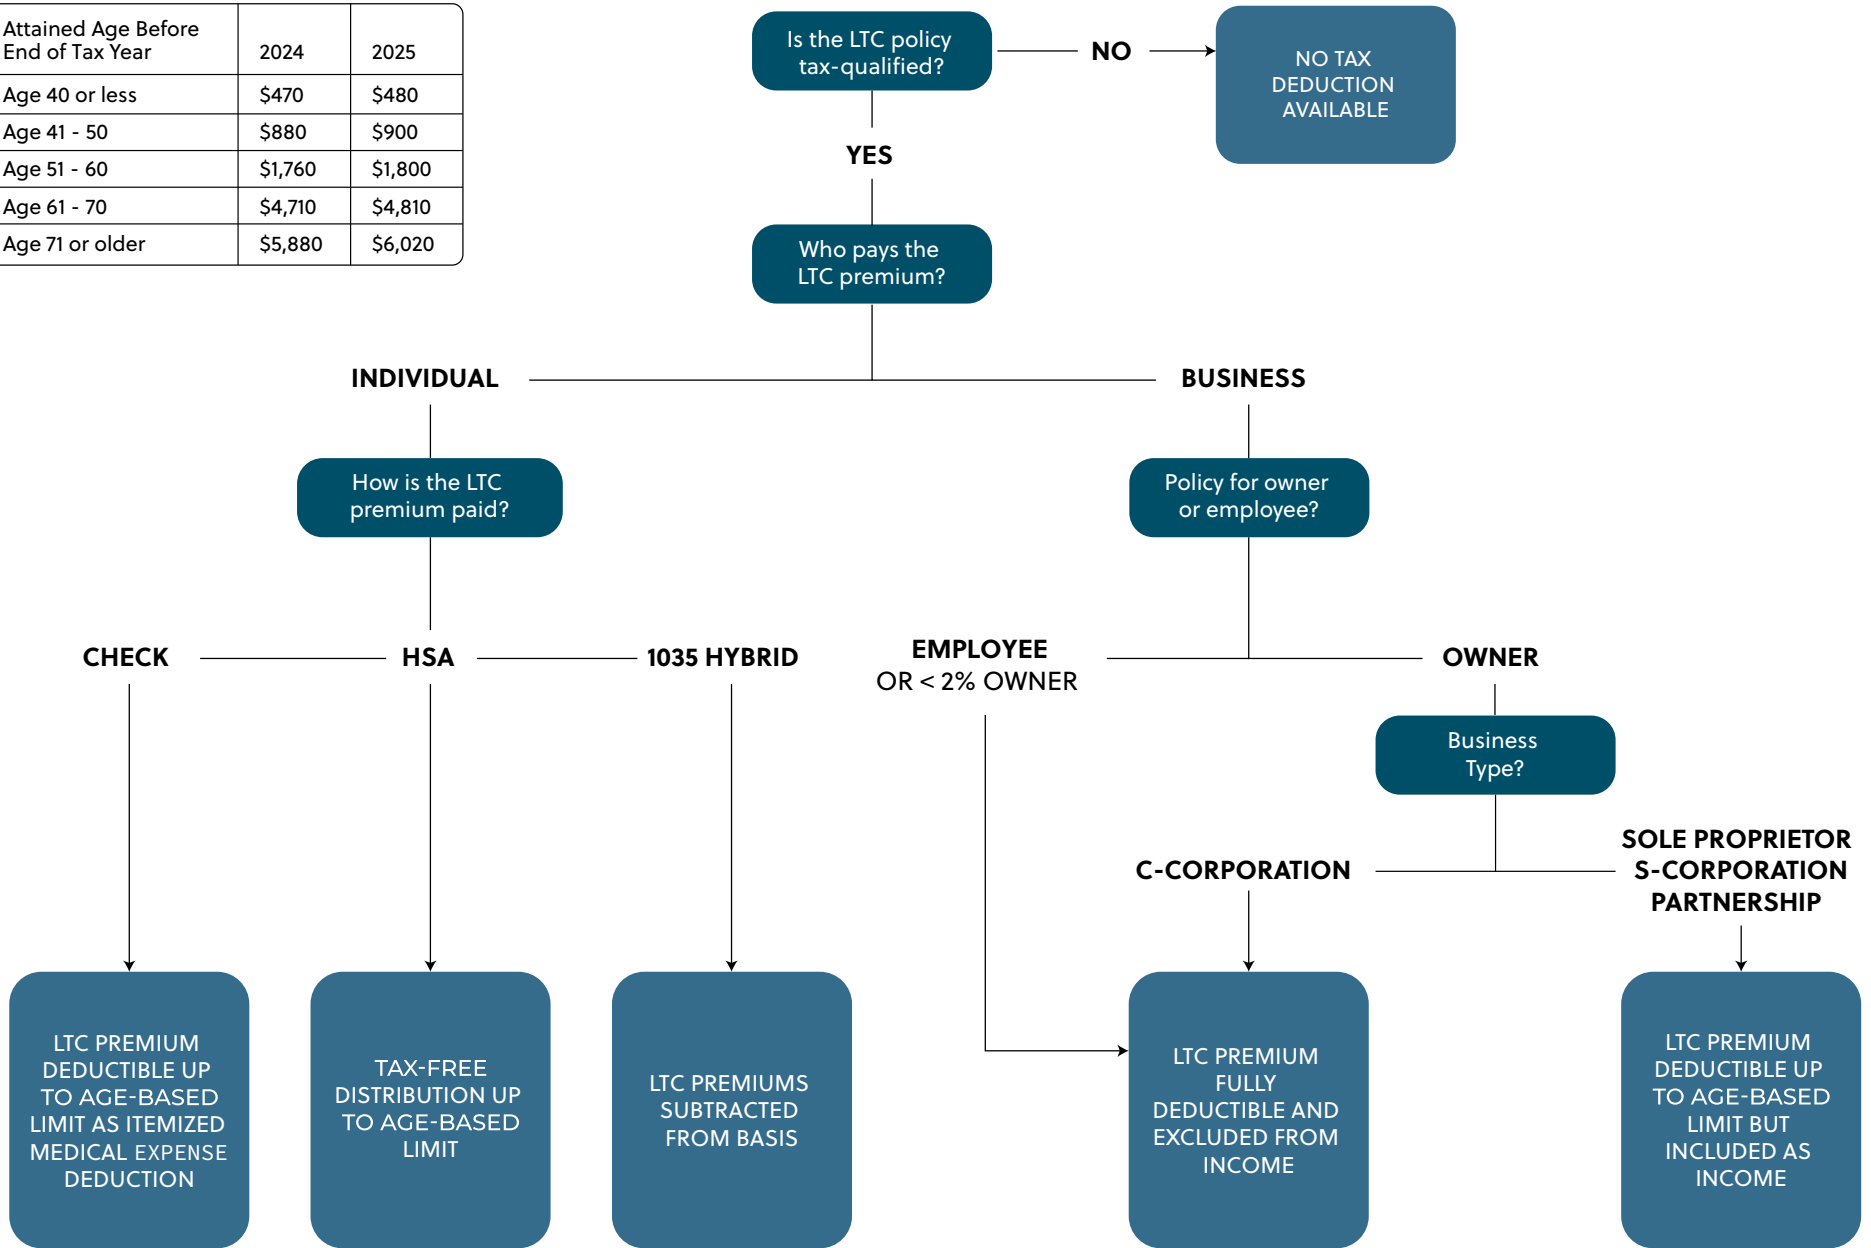 Attained Age Before
End of Tax Year 2024 2025
Age 40 or less $470 $480
Age 41 - 50 $880 $900
Age 51 - 60 $1,760 $1,800
Age 61 - 70 $4,710 $4,810
Age 71 or older $5,880 $6,020
Is the LTC policy
tax-qualified?
NO
NO TAX
DEDUCTION
AVAILABLE
YES
Who pays the
LTC premium?
INDIVIDUAL
BUSINESS
How is the LTC
premium paid?
Policy for owner
or employee?
CHECK
HSA
1035 HYBRID
EMPLOYEE
OR < 2% OWNER
OWNER
Business
Type?
C-CORPORATION
SOLE PROPRIETOR
S-CORPORATION
PARTNERSHIP
LTC PREMIUM
DEDUCTIBLE UP
TO AGE-BASED
LIMIT AS ITEMIZED
MEDICAL EXPENSE
DEDUCTION
TAX-FREE
DISTRIBUTION UP
TO AGE-BASED
LIMIT
LTC PREMIUMS
SUBTRACTED
FROM BASIS
LTC PREMIUM
FULLY
DEDUCTIBLE AND
EXCLUDED FROM
INCOME
LTC PREMIUM
DEDUCTIBLE UP
TO AGE-BASED
LIMIT BUT
INCLUDED AS
INCOME